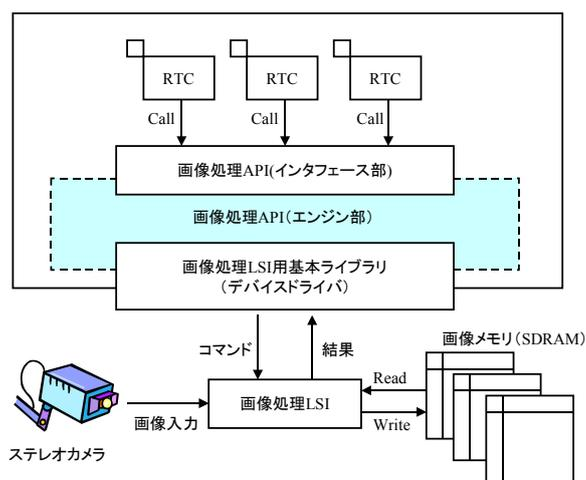 RTC
RTC
RTC
Call
Call
Call
画像処理API(インタフェース部)
画像処理API(エンジン部)
画像処理LSI用基本ライブラリ
(デバイスドライバ)
コマンド
結果
画像メモリ(SDRAM)
Read
画像処理LSI
画像入力
Write
ステレオカメラ